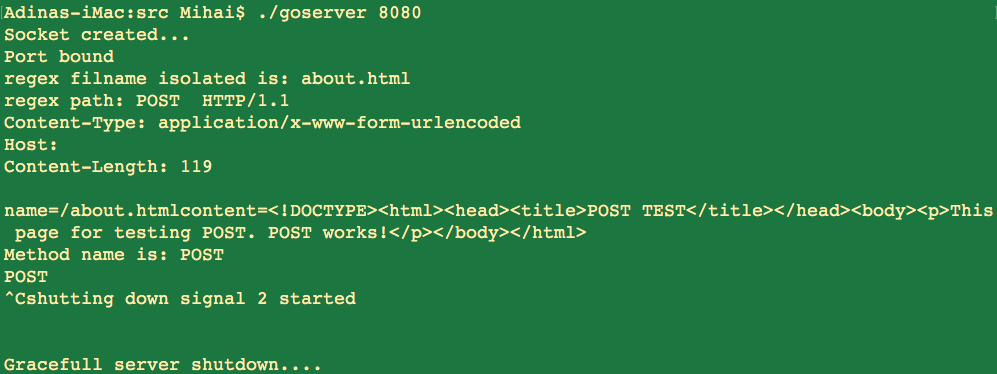 Adinas-iMac:src Mihai$ ./goserver 8080
Socket created...
Port bound
regex filname isolated is: about.html
regex path: POST  HTTP/1.1
Content-Type: application/x-www-form-urlencoded
Host:
Content-Length: 119
name=/about.htmlcontent=<!DOCTYPE><html><head><title>POST TEST</title></head><body><p>This
 page for testing POST. POST works!</p></body></html>
Method name is: POST
POST
^Cshutting down signal 2 started
Gracefull server shutdown....